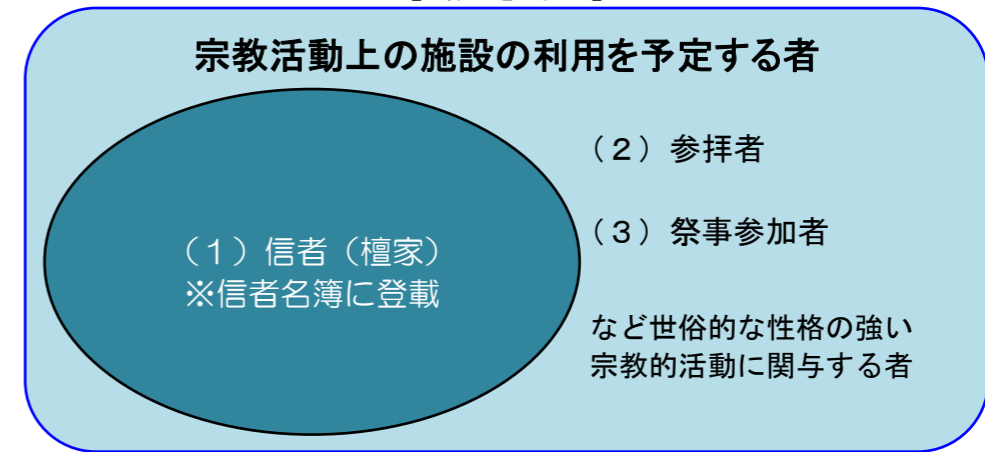 宗教活動上の施設の利用を予定する者
(2)参拝者
(3)祭事参加者
(1)信者(檀家)
※信者名簿に登載
など世俗的な性格の強い
宗教的活動に関与する者